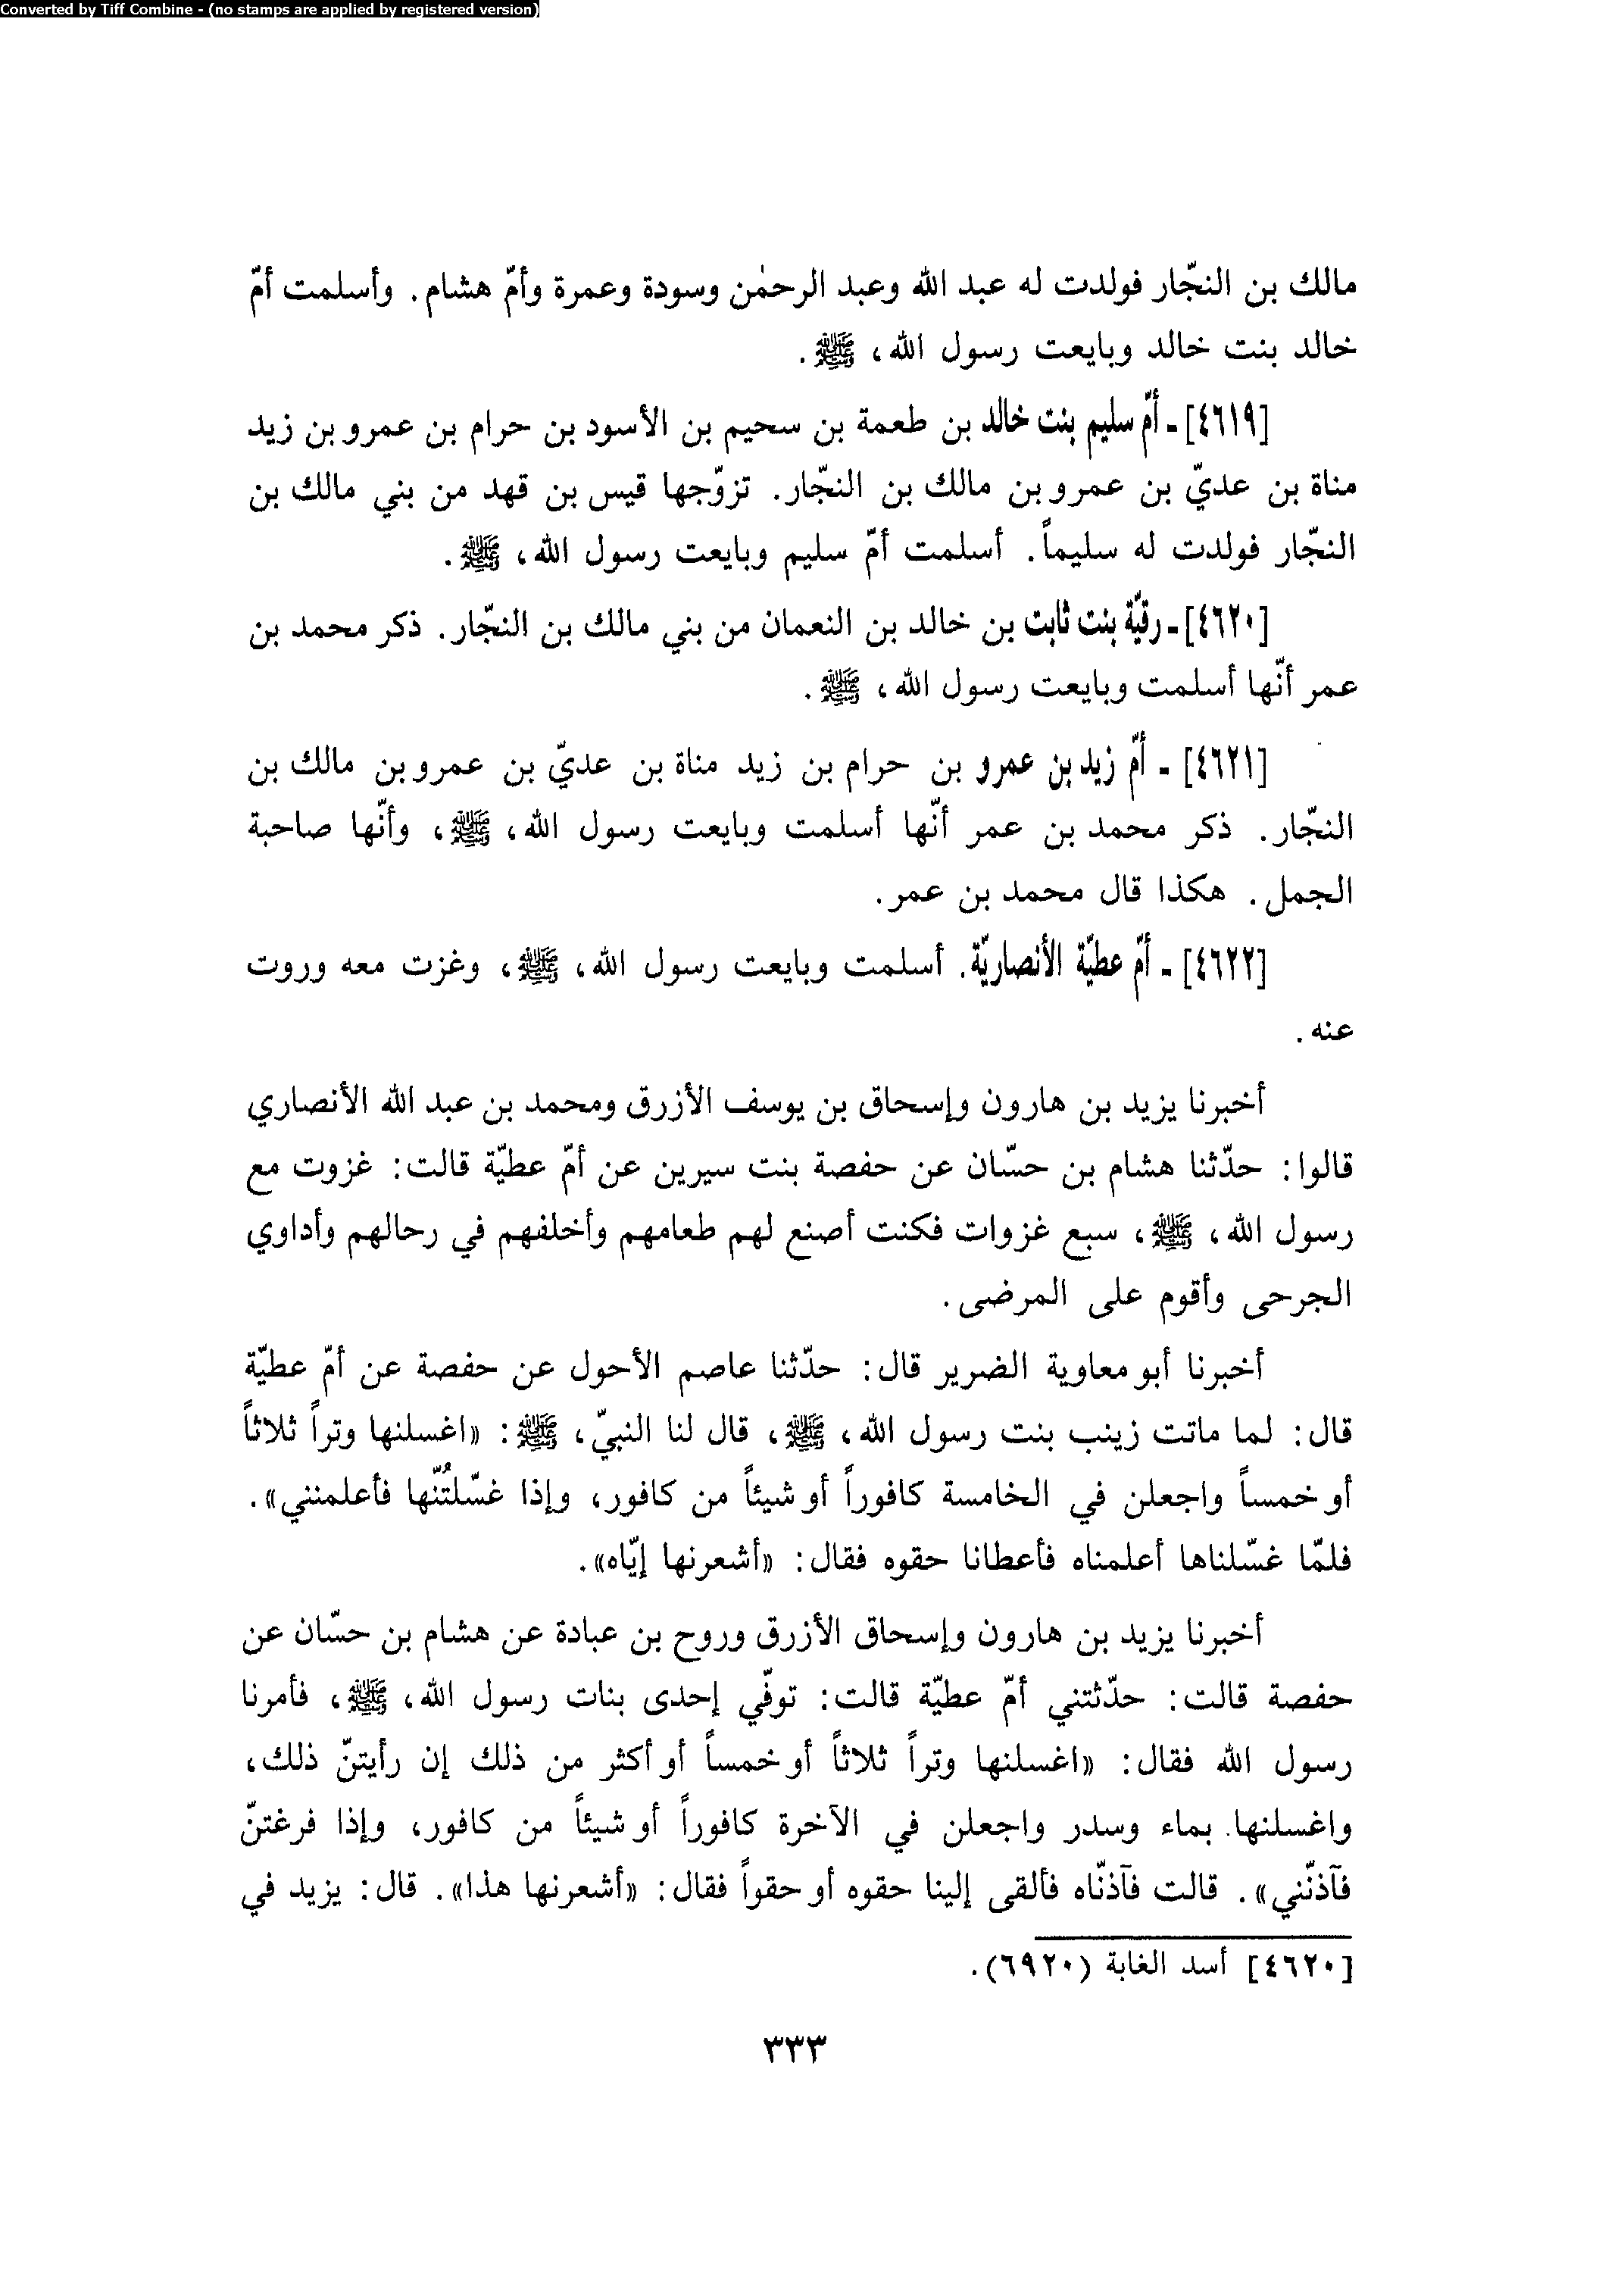 Converted by Tiff Combine - (no stamps are applied by registered version)
مالك بن النجّار فولدت له عبد الله وعبد الرحمٰن وسودة وعمرة وأمّ هشام. وأسلمت أمّ
خالد بنت خالد وبايعت رسول الله، ﷺ.
[٤٦١٩] ـ أمّ سليم بنت خالد بن طعمة بن سحيم بن الأسود بن حرام بن عمرو بن زيد
مناة بن عديّ بن عمرو بن مالك بن النجّار. تزوّجها قيس بن قهد من بني مالك بن
النجّار فولدت له سليماً. أسلمت أمّ سليم وبايعت رسول الله، ﷺ.
[٤٦٢٠] ـ رقيّة بنت ثابت بن خالد بن النعمان من بني مالك بن النجّار. ذكر محمد بن
عمر أنّها أسلمت وبايعت رسول الله، ﷺ.
[٤٦٢١] ـ أمّ زيد بن عمرو بن حرام بن زيد مناة بن عديّ بن عمرو بن مالك بن
النجّار. ذكر محمد بن عمر أنّها أسلمت وبايعت رسول الله، ﷺ، وأنّها صاحبة
الجمل. هكذا قال محمد بن عمر.
[٤٦٢٢] ـ أمّ عطيّة الأنصاريّة. أسلمت وبايعت رسول الله، ﷺ، وغزت معه وروت
عنه.
أخبرنا يزيد بن هارون وإسحاق بن يوسف الأزرق ومحمد بن عبد الله الأنصاري
قالوا: حدّثنا هشام بن حسّان عن حفصة بنت سيرين عن أمّ عطيّة قالت: غزوت مع
رسول الله، ﷺ، سبع غزوات فكنت أصنع لهم طعامهم وأخلفهم في رحالهم وأداوي
الجرحى وأقوم على المرضى.
أخبرنا أبو معاوية الضرير قال: حدّثنا عاصم الأحول عن حفصة عن أمّ عطيّة
قال: لما ماتت زينب بنت رسول الله، ﷺ، قال لنا النبيّ، ﷺ: «اغسلنها وتراً ثلاثاً
أو خمساً واجعلن في الخامسة كافوراً أو شيئاً من كافور، وإذا غسّلتُنّها فأعلمنني».
فلمّا غسّلناها أعلمناه فأعطانا حقوه فقال: «أشعرنها إيّاه».
أخبرنا يزيد بن هارون وإسحاق الأزرق وروح بن عبادة عن هشام بن حسّان عن
حفصة قالت: حدّثتني أمّ عطيّة قالت: توفّي إحدى بنات رسول الله، ﷺ، فأمرنا
رسول الله فقال: «اغسلنها وتراً ثلاثاً أو خمساً أو أكثر من ذلك إن رأيتنّ ذلك،
واغسلنها بماء وسدر واجعلن في الآخرة كافوراً أو شيئاً من كافور، وإذا فرغتنّ
فآذنّني». قالت فآذنّاه فألقى إلينا حقوه أو حقواً فقال: «أشعرنها هذا». قال: يزيد في
[٤٦٢٠] أسد الغابة (٦٩٢٠).
٣٣٣